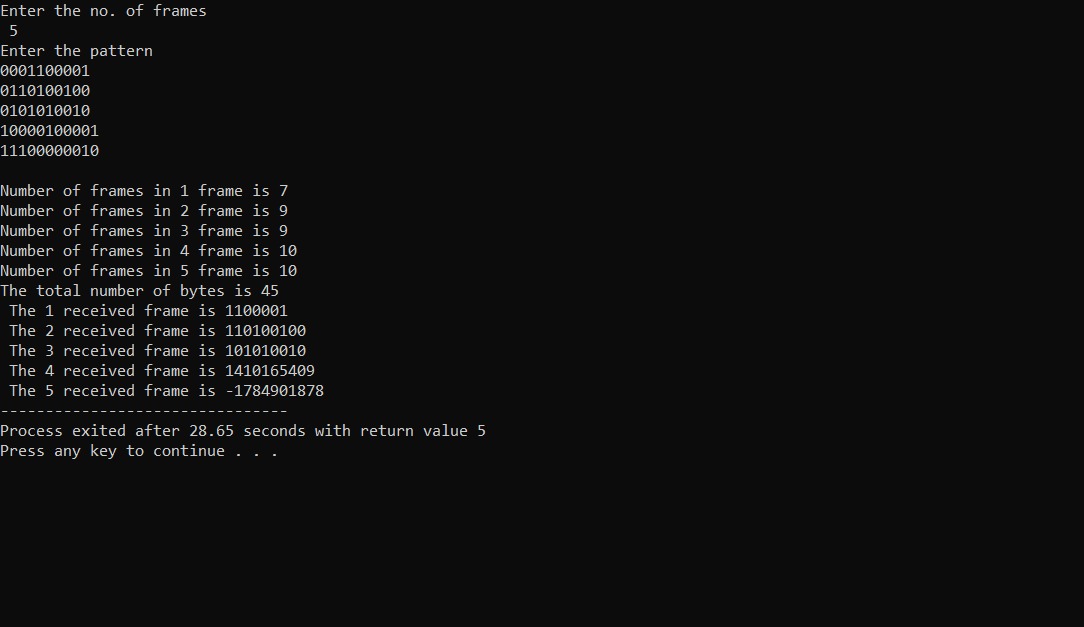 Enter the no. of frames
 5
Enter the pattern
0001100001
0110100100
0101010010
10000100001
11100000010

Number of frames in 1 frame is 7
Number of frames in 2 frame is 9
Number of frames in 3 frame is 9
Number of frames in 4 frame is 10
Number of frames in 5 frame is 10
The total number of bytes is 45
 The 1 received frame is 1100001
 The 2 received frame is 110100100
 The 3 received frame is 101010010
 The 4 received frame is 1410165409
 The 5 received frame is -1784901878
--------------------------------
Process exited after 28.65 seconds with return value 5
Press any key to continue . . .